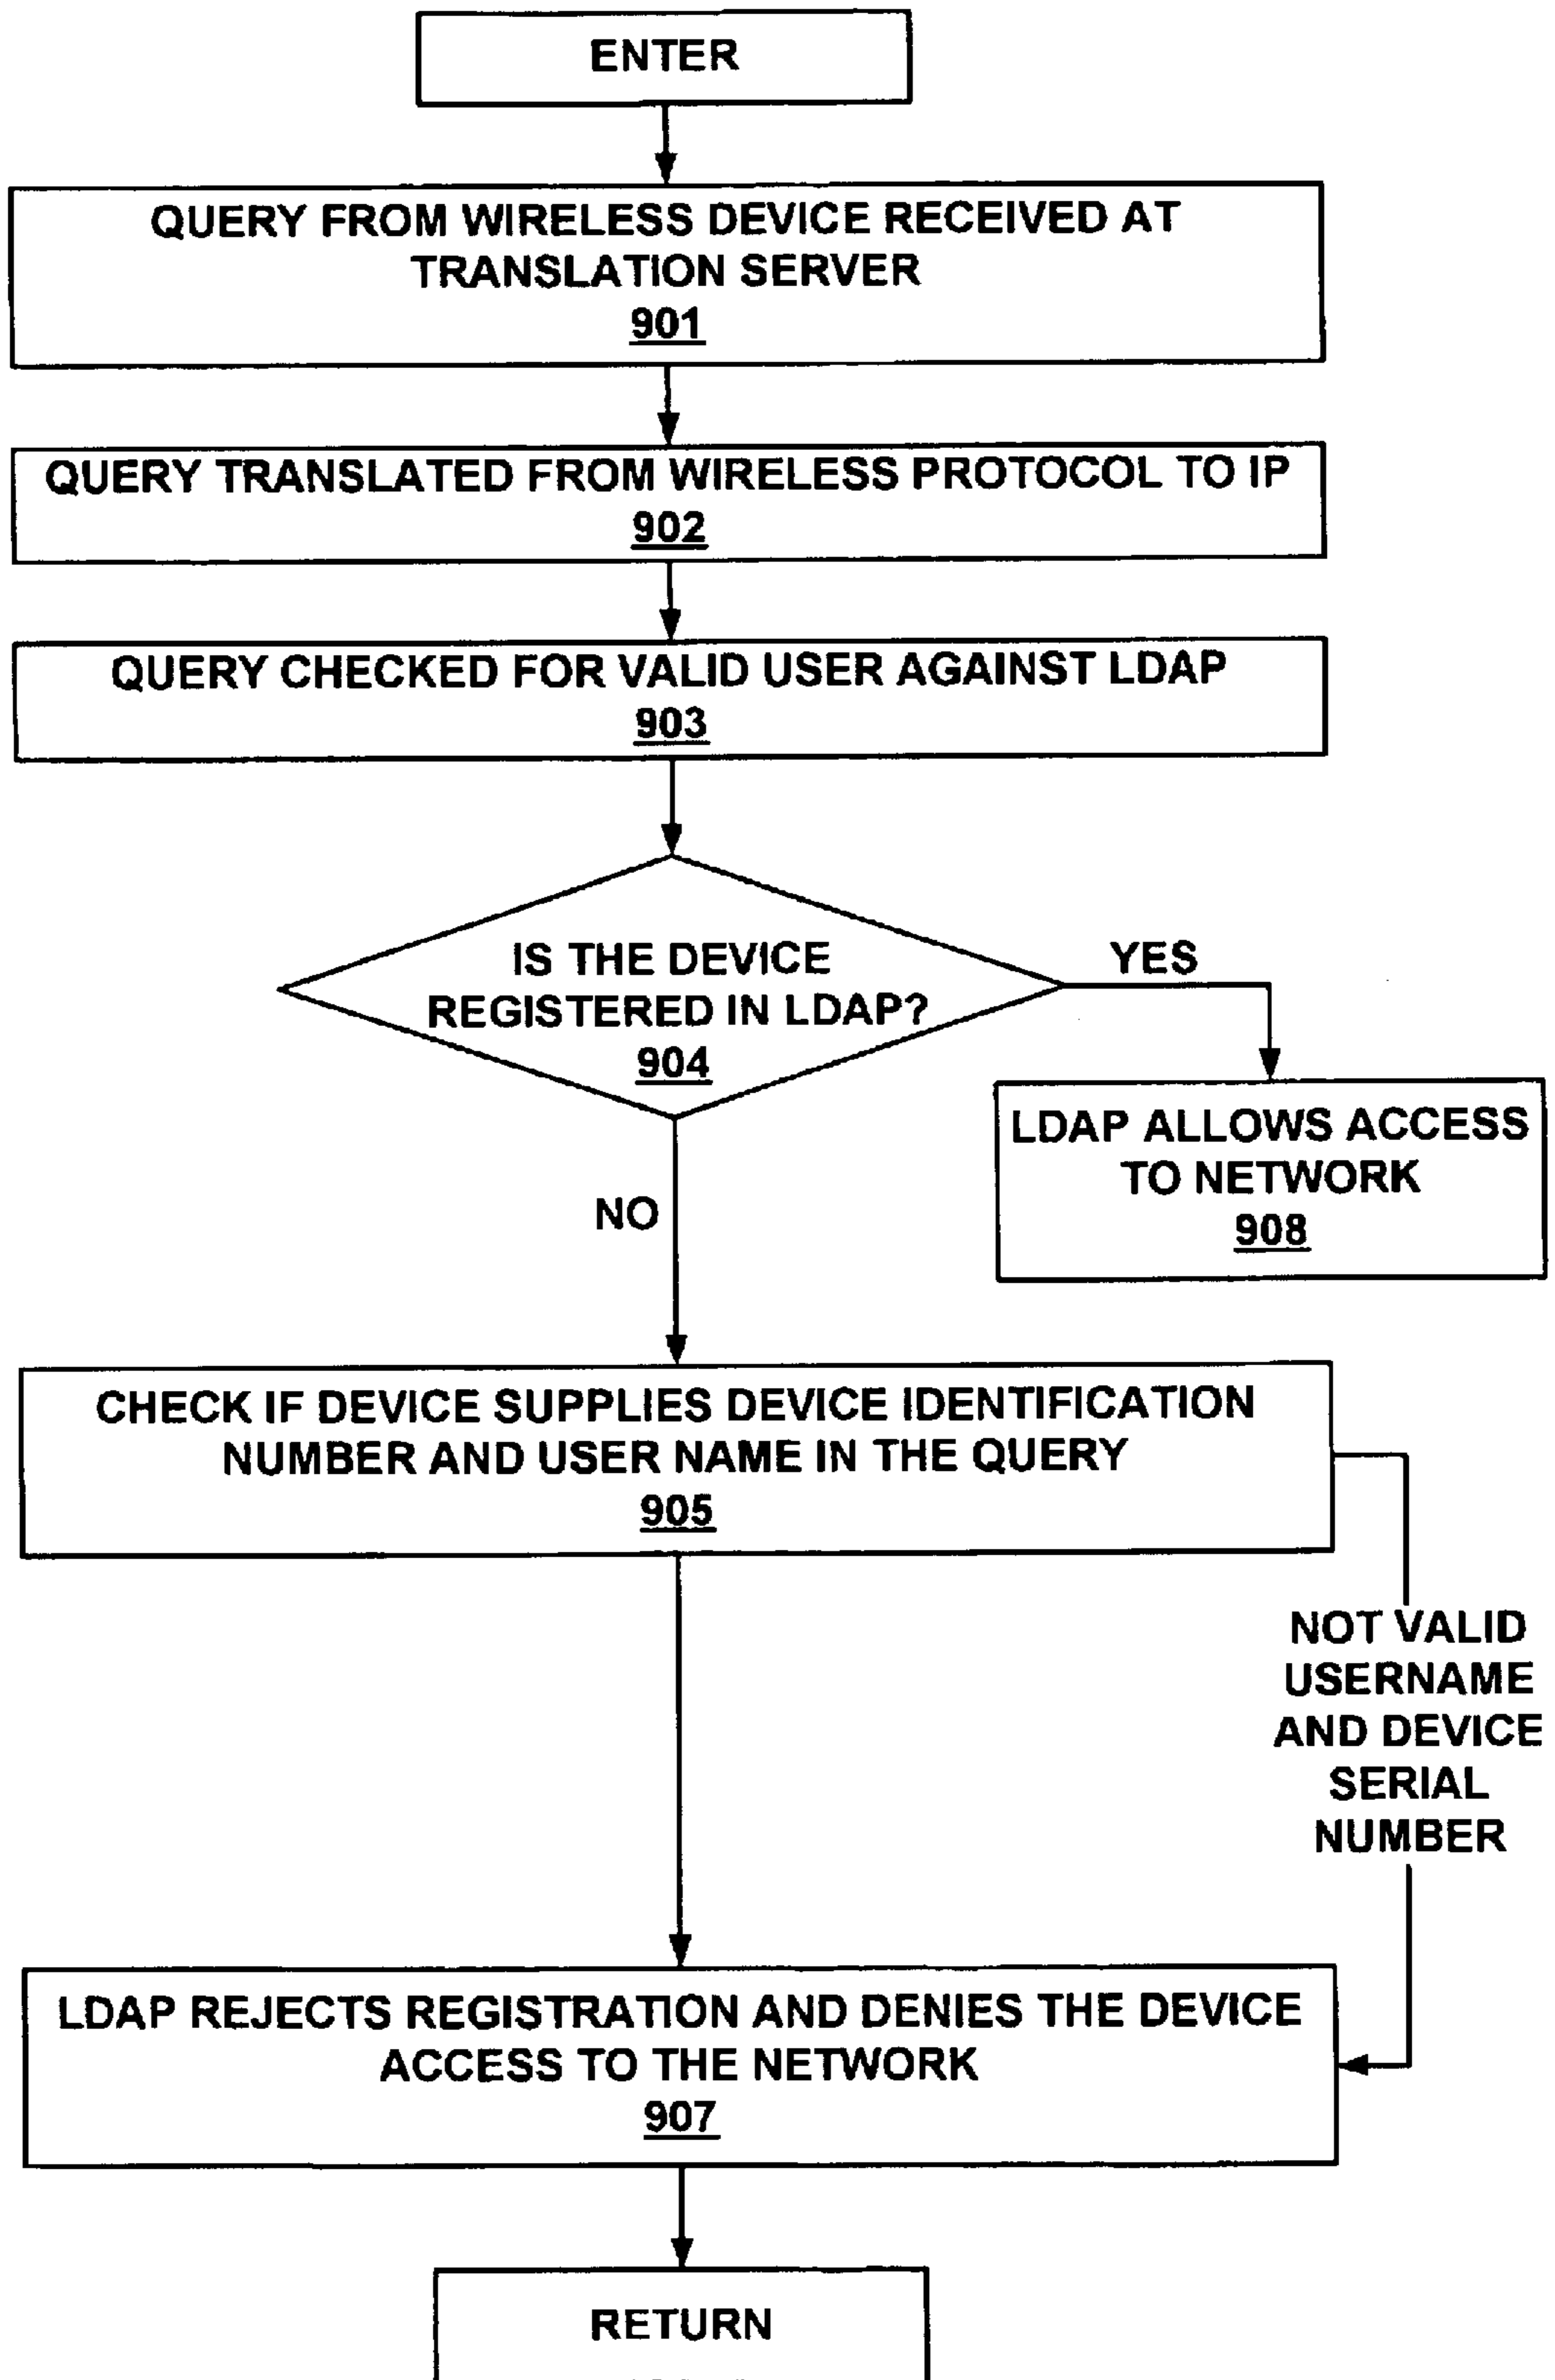 ENTER
QUERY FROM WIRELESS DEVICE RECEIVED AT
TRANSLATION SERVER
901
QUERY TRANSLATED FROM WIRELESS PROTOCOL TO IP
902
QUERY CHECKED FOR VALID USER AGAINST LDAP
903
IS THE DEVICE
REGISTERED IN LDAP?
904
YES
LDAP ALLOWS ACCESS
TO NETWORK
908
NO
CHECK IF DEVICE SUPPLIES DEVICE IDENTIFICATION
NUMBER AND USER NAME IN THE QUERY
905
NOT VALID
USERNAME
AND DEVICE
SERIAL
NUMBER
LDAP REJECTS REGISTRATION AND DENIES THE DEVICE
ACCESS TO THE NETWORK
907
RETURN